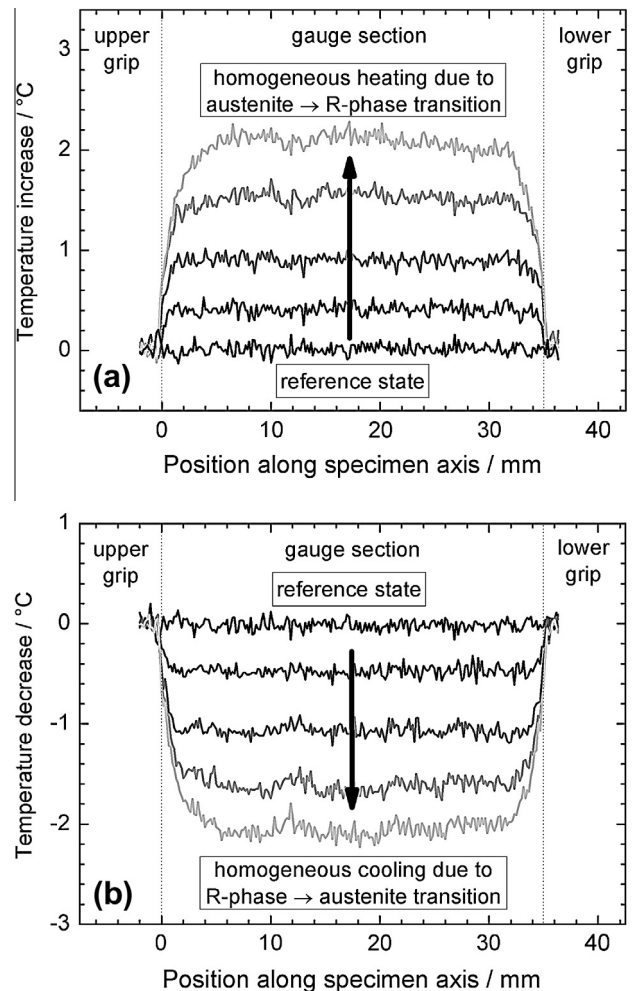 upper
grip
gauge section
lower
grip
homogeneous heating due to
austenite → R-phase transition
3
2
1
0
Temperature increase / °C
(a)
reference state
0 10 20 30 40
Position along specimen axis / mm
1
upper
grip
gauge section
lower
grip
reference state
0
-1
-2
-3
Temperature decrease / °C
homogeneous cooling due to
R-phase → austenite transition
(b)
0 10 20 30 40
Position along specimen axis / mm